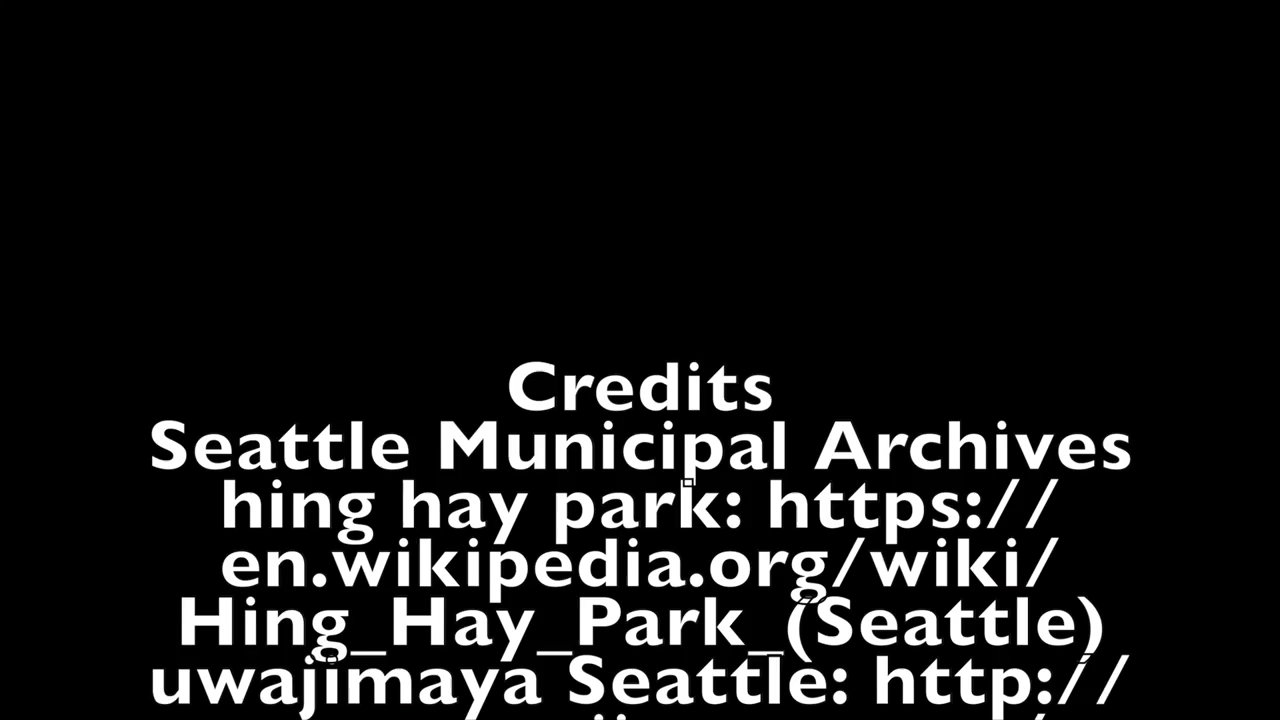 Credits
Seattle Municipal Archives
hing hay park: https://
en.wikipedia.org/wiki/
Hing_Hay_Park_(Seattle)
uwajimaya Seattle: http://